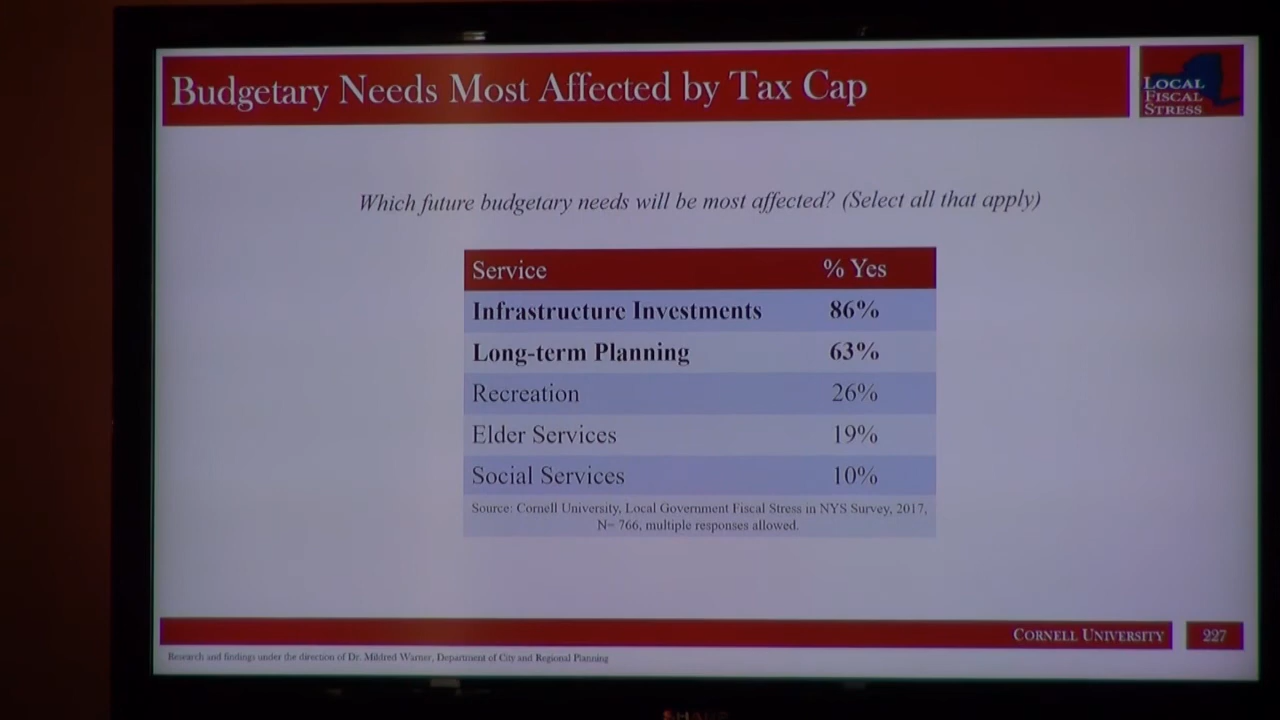 Budgetary Needs Most Affected by Tax Cap
LOCAL
FISCAL
STRESS
Which future budgetary needs will be most affected? (Select all that apply)
Service % Yes
Infrastructure Investments 86%
Long-term Planning 63%
Recreation 26%
Elder Services 19%
Social Services 10%
Source: Cornell University, Local Government Fiscal Stress in NYS Survey, 2017,
N= 766, multiple responses allowed.
CORNELL UNIVERSITY 227
Research and findings under the direction of Dr. Mildred Warner, Department of City and Regional Planning
SHARP